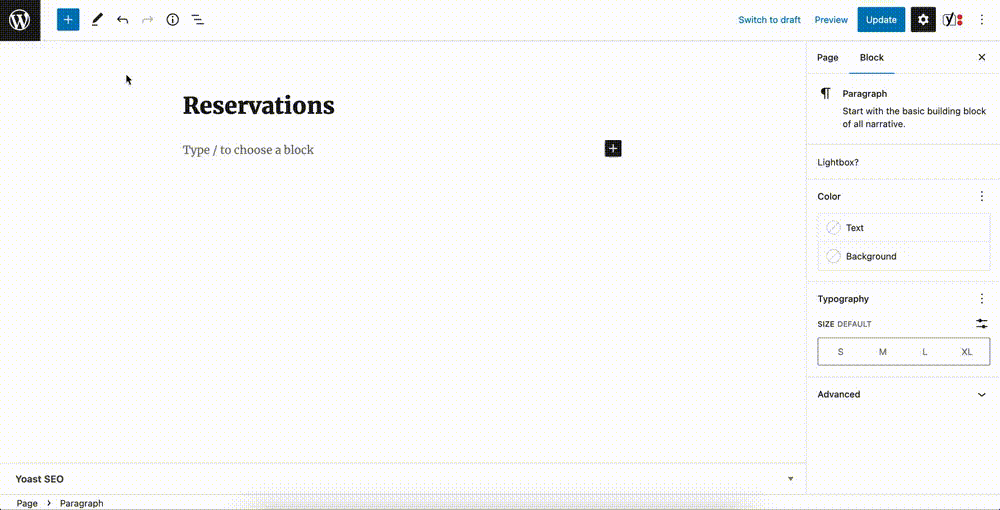 Switch to draft Preview Update
Page Block
Paragraph
Start with the basic building block
of all narrative.
Reservations
Type / to choose a block
Lightbox?
Color
Text
Background
Typography
SIZE DEFAULT
S M L XL
Advanced
Yoast SEO
Page > Paragraph